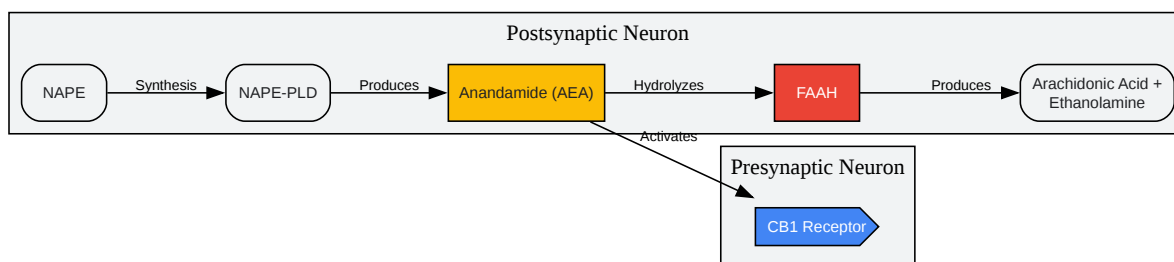 Postsynaptic Neuron
NAPE
Synthesis
NAPE-PLD
Produces
Anandamide (AEA)
Hydrolyzes
FAAH
Produces
Arachidonic Acid +
Ethanolamine
Activates
Presynaptic Neuron
CB1 Receptor